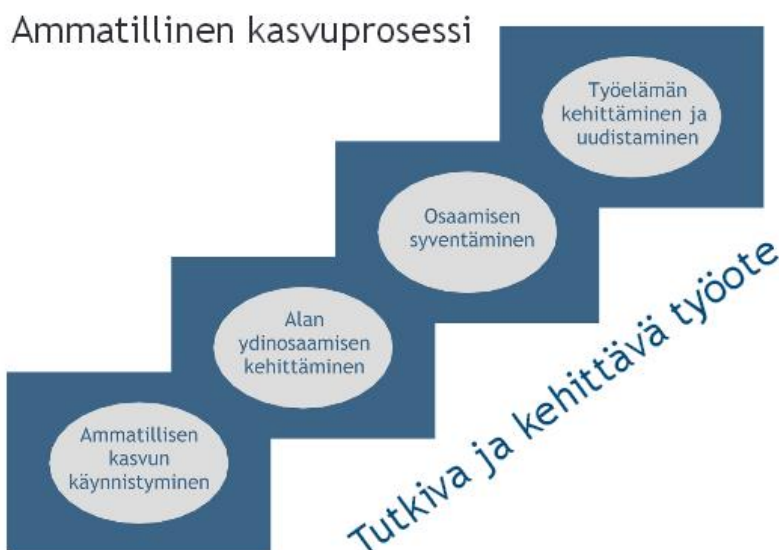 Ammatillinen kasvuprosessi
Työelämän
kehittäminen ja
uudistaminen
Osaamisen
syventäminen
Alan
ydinosaamisen
kehittäminen
Ammatillisen
kasvun
käynnistyminen
Tutkiva ja kehittävä työote